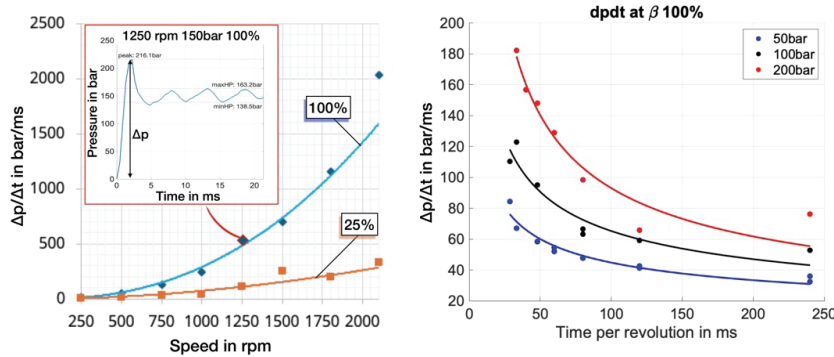 2500
2000
1500
1000
500
0
Δp/Δt in bar/ms
250 500 750 1000 1250 1500 1750 2000
Speed in rpm
1250 rpm 150bar 100%
250
200
150
100
50
0
Pressure in bar
peak: 216.1bar
maxHP: 163.2bar
minHP: 138.5bar
Δp
0 5 10 15 20
Time in ms
100%
25%
dpdt at β 100%
200
180
160
140
120
100
80
60
40
20
Δp/Δt in bar/ms
50bar
100bar
200bar
0 50 100 150 200 250
Time per revolution in ms